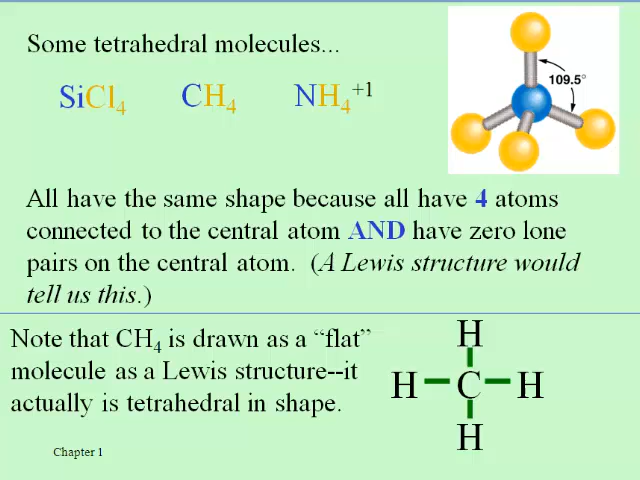 Some tetrahedral molecules...
SiCl4 CH4 NH4+1
109.5°
All have the same shape because all have 4 atoms
connected to the central atom AND have zero lone
pairs on the central atom. (A Lewis structure would
tell us this.)
Note that CH4 is drawn as a “flat”
molecule as a Lewis structure--it
actually is tetrahedral in shape.
H
H C H
H
Chapter 1